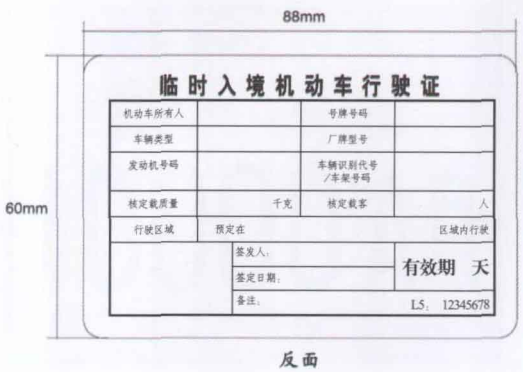 88mm
60mm
临时入境机动车行驶证
机动车所有人 号牌号码
车辆类型 厂牌型号
发动机号码 车辆识别代号
/车架号码
核定载质量 千克 核定载客 人
行驶区域 预定在 区域内行驶
签发人：
签定日期：
有效期 天
备注： L5： 12345678
反面